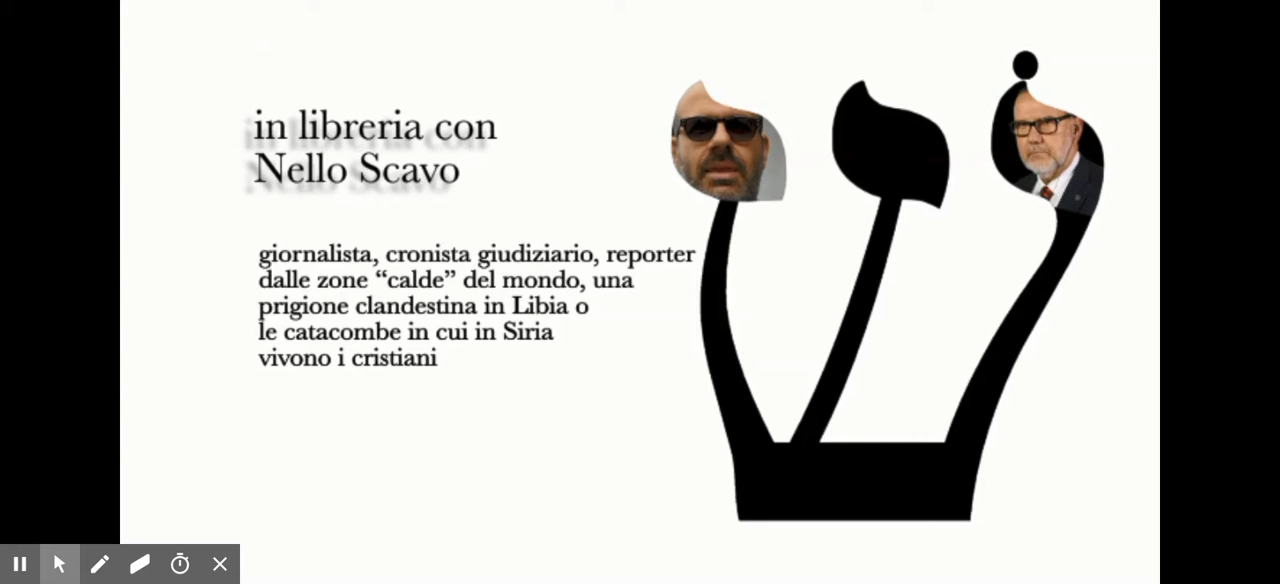 in libreria con
Nello Scavo
giornalista, cronista giudiziario, reporter
dalle zone “calde” del mondo, una
prigione clandestina in Libia o
le catacombe in cui in Siria
vivono i cristiani
שׁ